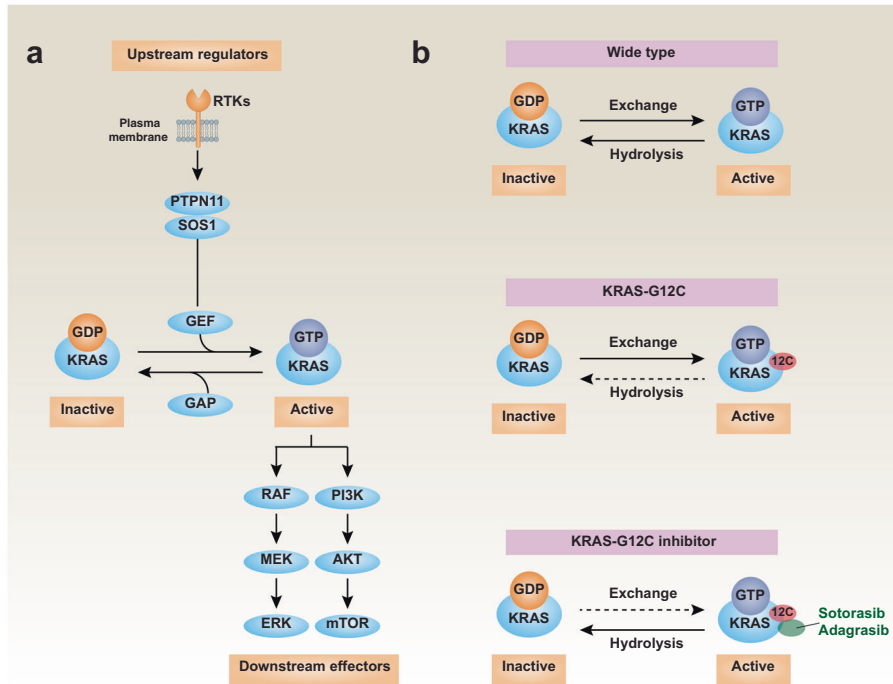 a
Upstream regulators
RTKs
Plasma
membrane
PTPN11
SOS1
GEF
GDP
KRAS
GTP
KRAS
GAP
Inactive
Active
RAF
PI3K
MEK
AKT
ERK
mTOR
Downstream effectors
b
Wide type
GDP
KRAS
Exchange
Hydrolysis
GTP
KRAS
Inactive
Active
KRAS-G12C
GDP
KRAS
Exchange
Hydrolysis
GTP
KRAS
12C
Inactive
Active
KRAS-G12C inhibitor
GDP
KRAS
Exchange
Hydrolysis
GTP
KRAS
12C
Sotorasib
Adagrasib
Inactive
Active